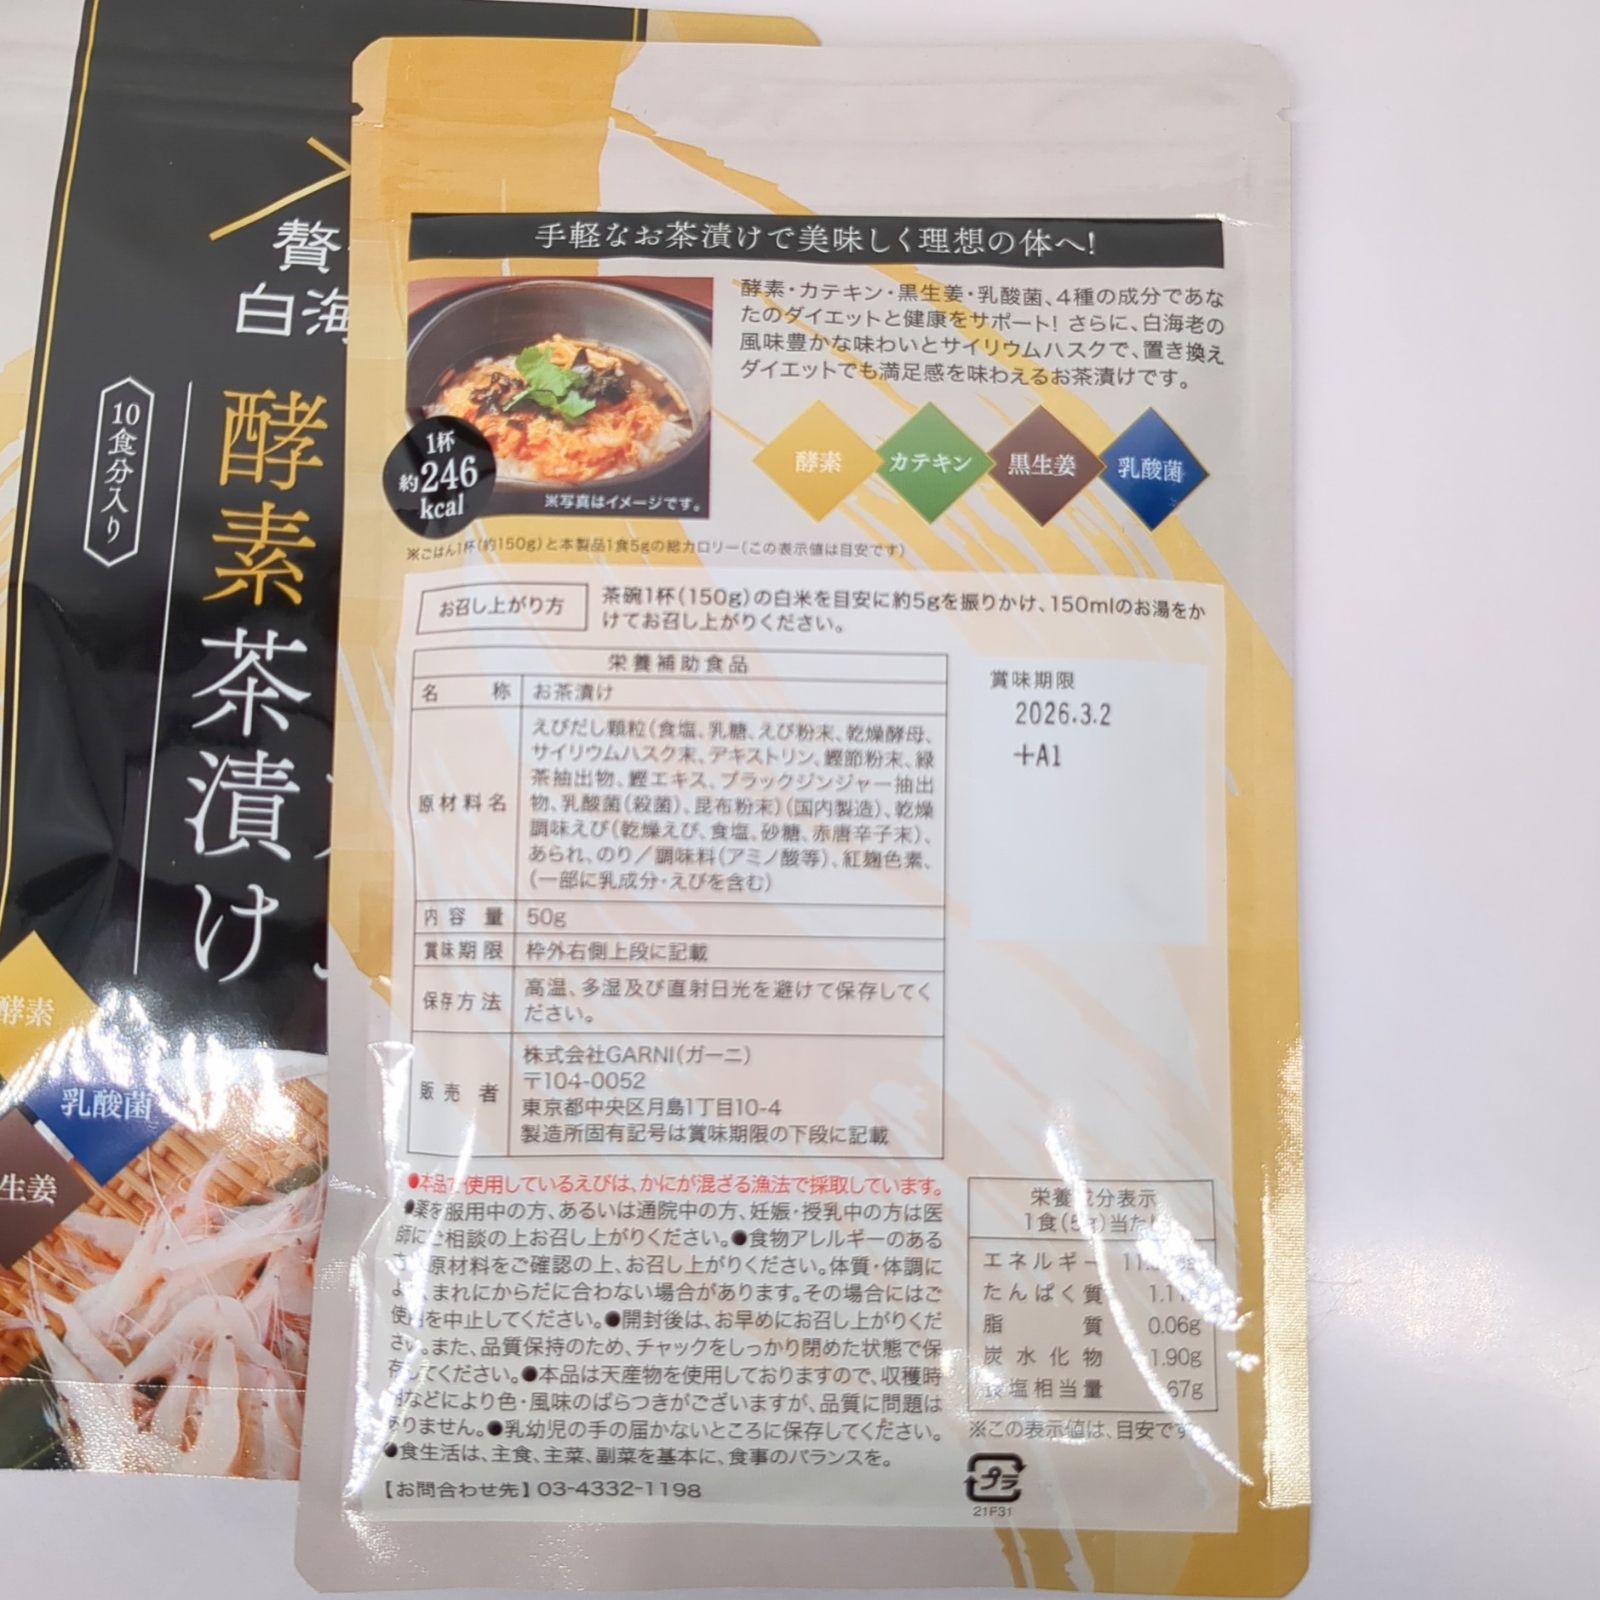 贅
白海
10食分入り
酵素
茶漬け
酵素
乳酸菌
生姜
手軽なお茶漬けで美味しく理想の体へ!
酵素・カテキン・黒生姜・乳酸菌、4種の成分であな
たのダイエットと健康をサポート! さらに、白海老の
風味豊かな味わいとサイリウムハスクで、置き換え
ダイエットでも満足感を味わえるお茶漬けです。
1杯
約246
kcal
※写真はイメージです。
酵素
カテキン
黒生姜
乳酸菌
※ごはん1杯(約150g)と本製品1食5gの総カロリー(この表示値は目安です)
お召し上がり方
茶碗1杯(150g)の白米を目安に約5gを振りかけ、150mlのお湯をか
けてお召し上がりください。
栄養補助食品
名称 お茶漬け
原材料名
えびだし顆粒(食塩、乳糖、えび粉末、乾燥酵母、
サイリウムハスク末、デキストリン、鰹節粉末、緑
茶抽出物、鰹エキス、ブラックジンジャー抽出
物、乳酸菌(殺菌)、昆布粉末)(国内製造)、乾燥
調味えび(乾燥えび、食塩、砂糖、赤唐辛子末)、
あられ、のり/調味料(アミノ酸等)、紅麹色素、
(一部に乳成分・えびを含む)
内容量 50g
賞味期限 枠外右側上段に記載
保存方法
高温、多湿及び直射日光を避けて保存してく
ださい。
販売者
株式会社GARNI(ガーニ)
〒104-0052
東京都中央区月島1丁目10-4
製造所固有記号は賞味期限の下段に記載
賞味期限
2026.3.2
+A1
●本品で使用しているえびは、かにが混ざる漁法で採取しています。
●薬を服用中の方、あるいは通院中の方、妊娠・授乳中の方は医
師にご相談の上お召し上がりください。●食物アレルギーのある
原材料をご確認の上、お召し上がりください。体質・体調に
よ まれにからだに合わない場合があります。その場合にはご
使用を中止してください。●開封後は、お早めにお召し上がりくだ
さい。また、品質保持のため、チャックをしっかり閉めた状態で保
存してください。●本品は天産物を使用しておりますので、収穫時
などにより色・風味のばらつきがございますが、品質に問題は
ありません。●乳幼児の手の届かないところに保存してください。
●食生活は、主食、主菜、副菜を基本に、食事のバランスを。
【お問合わせ先】03-4332-1198
栄養成分表示
1食(5g)当たり
エネルギー
たんぱく質
脂質 0.06g
炭水化物 1.90g
食塩相当量 67g
※この表示値は、目安です
プラ
21F31